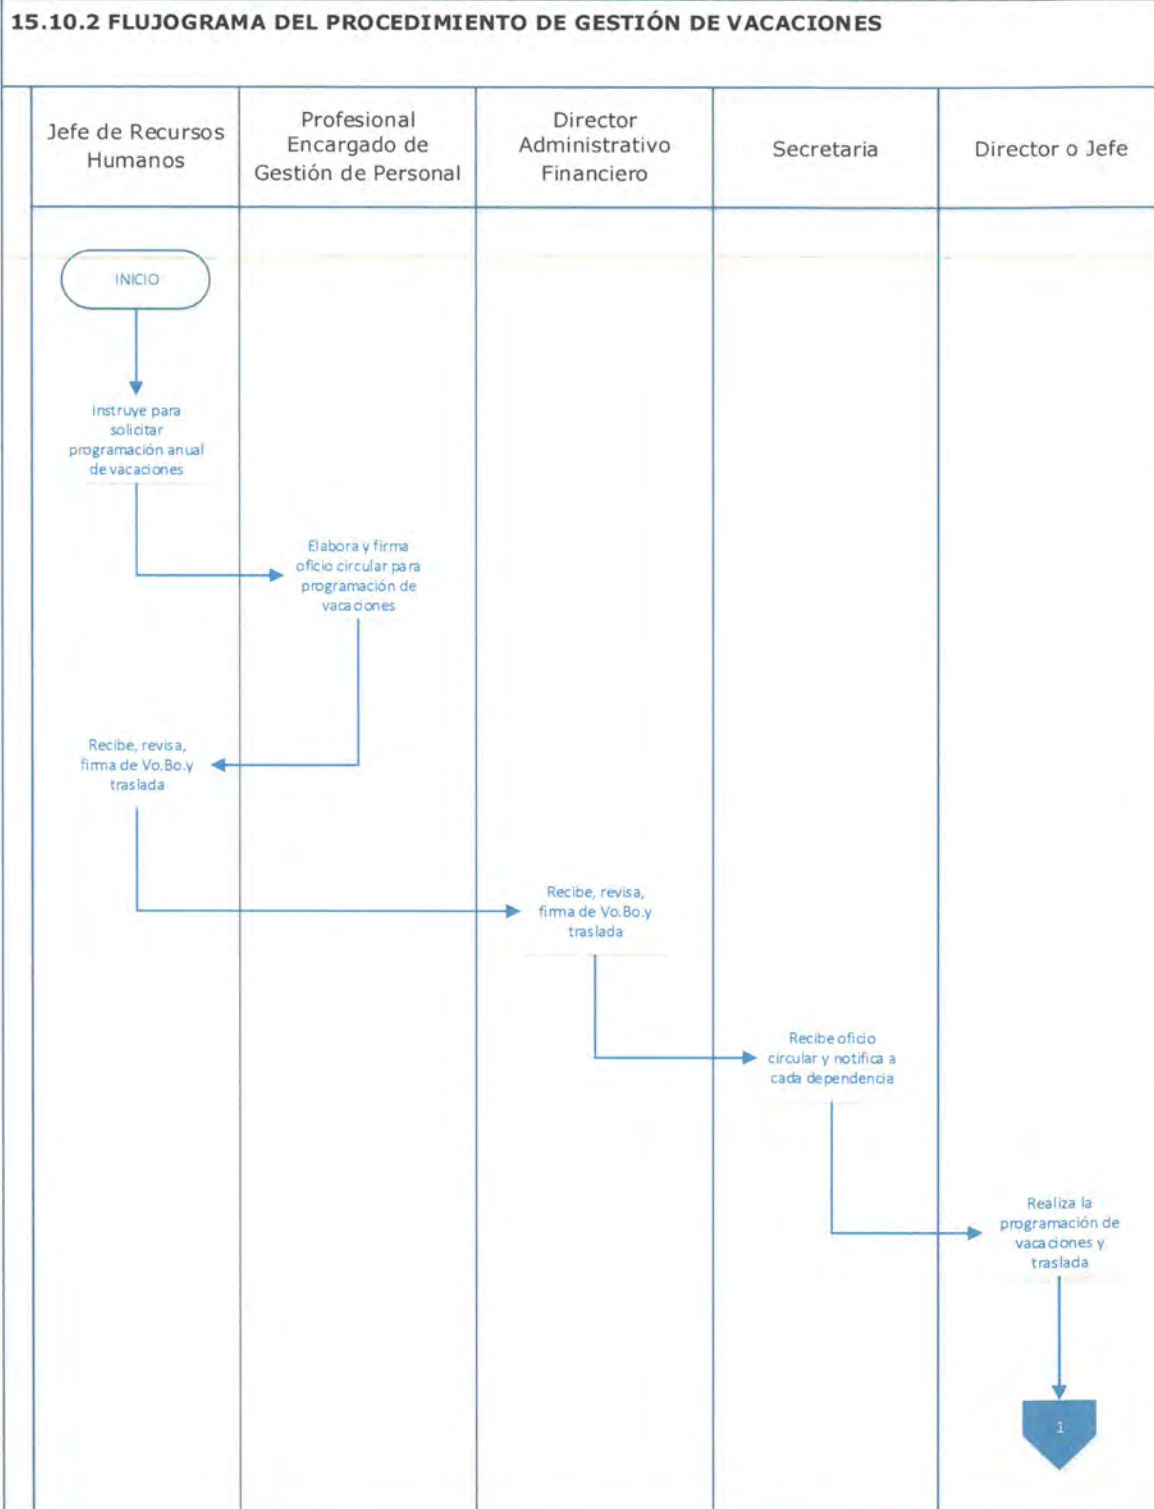 15.10.2 FLUJOGRAMA DEL PROCEDIMIENTO DE GESTIÓN DE VACACIONES
Jefe de Recursos
Humanos
Profesional
Encargado de
Gestión de Personal
Director
Administrativo
Financiero
Secretaria
Director o Jefe
INICIO
Instruye para
solicitar
programación anual
de vacaciones
Elabora y firma
oficio circular para
programación de
vacaciones
Recibe, revisa,
firma de Vo.Bo.y
traslada
Recibe, revisa,
firma de Vo.Bo.y
traslada
Recibe oficio
circular y notifica a
cada dependencia
Realiza la
programación de
vacaciones y
traslada
1